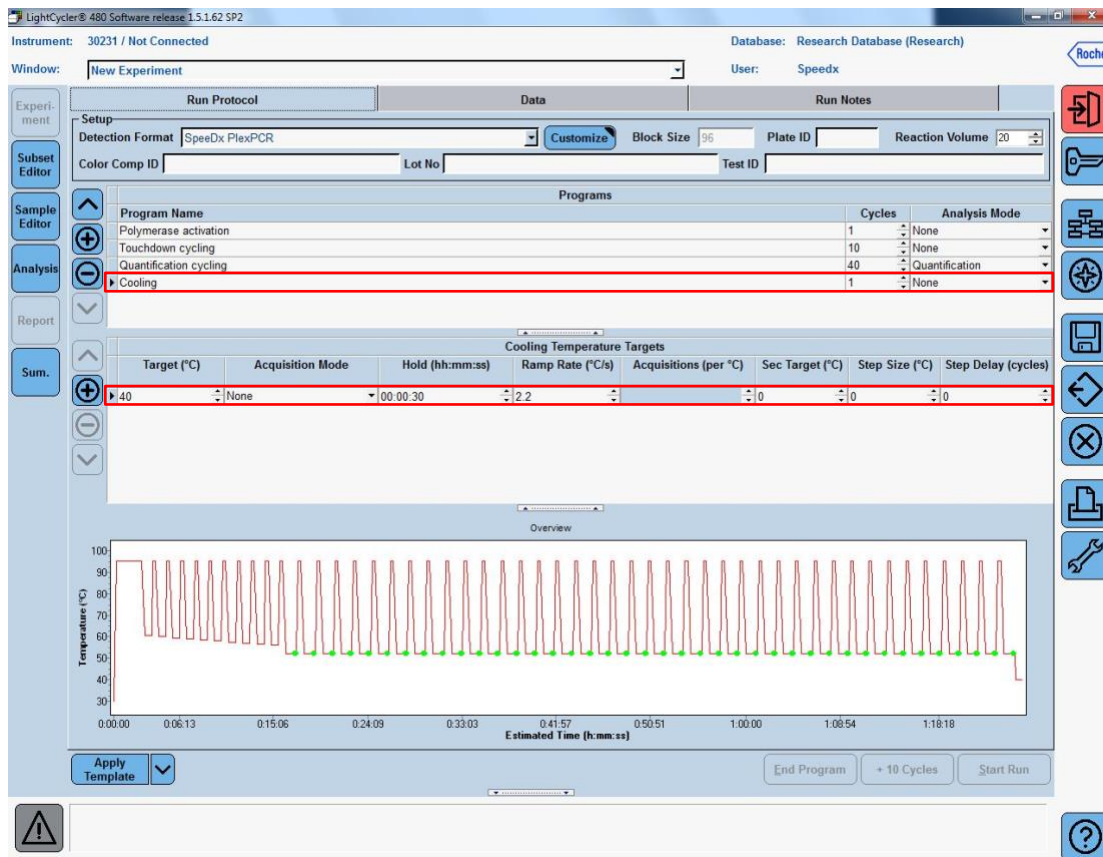 LightCycler® 480 Software release 1.5.1.62 SP2
Instrument: 30231 / Not Connected Database: Research Database (Research)
Window: New Experiment User: Speedx
Roche
Experi-
ment
Subset
Editor
Sample
Editor
Analysis
Report
Sum.
Run Protocol Data Run Notes
Setup
Detection Format SpeeDx PlexPCR Customize Block Size 96 Plate ID Reaction Volume 20
Color Comp ID Lot No Test ID
Programs
Program Name Cycles Analysis Mode
Polymerase activation 1 None
Touchdown cycling 10 None
Quantification cycling 40 Quantification
Cooling 1 None
Cooling Temperature Targets
Target (°C) Acquisition Mode Hold (hh:mm:ss) Ramp Rate (°C/s) Acquisitions (per °C) Sec Target (°C) Step Size (°C) Step Delay (cycles)
40 None 00:00:30 2.2 0 0 0
Overview
Temperature (°C)
100
90
80
70
60
50
40
30
0:00:00 0:06:13 0:15:06 0:24:09 0:33:03 0:41:57 0:50:51 1:00:00 1:08:54 1:18:18
Estimated Time (h:mm:ss)
Apply
Template
End Program + 10 Cycles Start Run